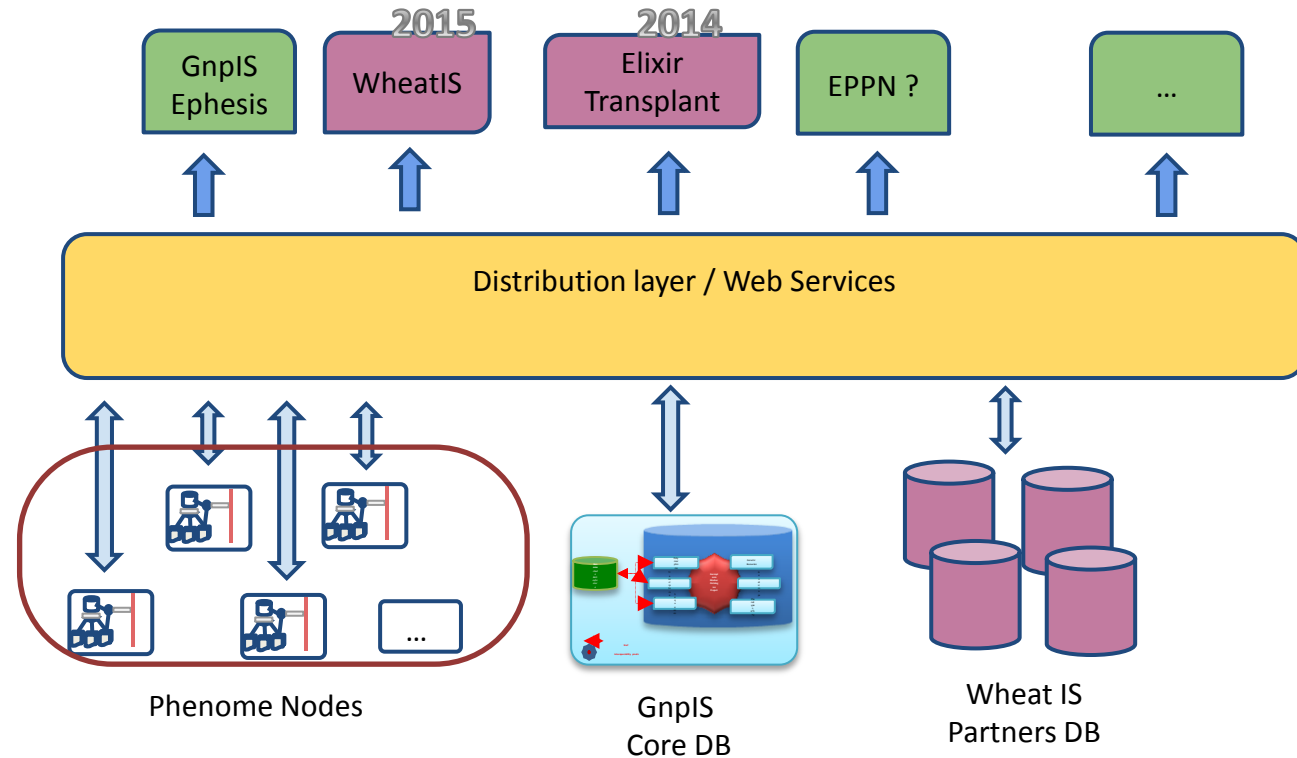 2015
2014
GnpIS
Ephesis
WheatIS
Elixir
Transplant
EPPN ?
...
Distribution layer / Web Services
...
Phenome Nodes
GnpIS
Core DB
Wheat IS
Partners DB